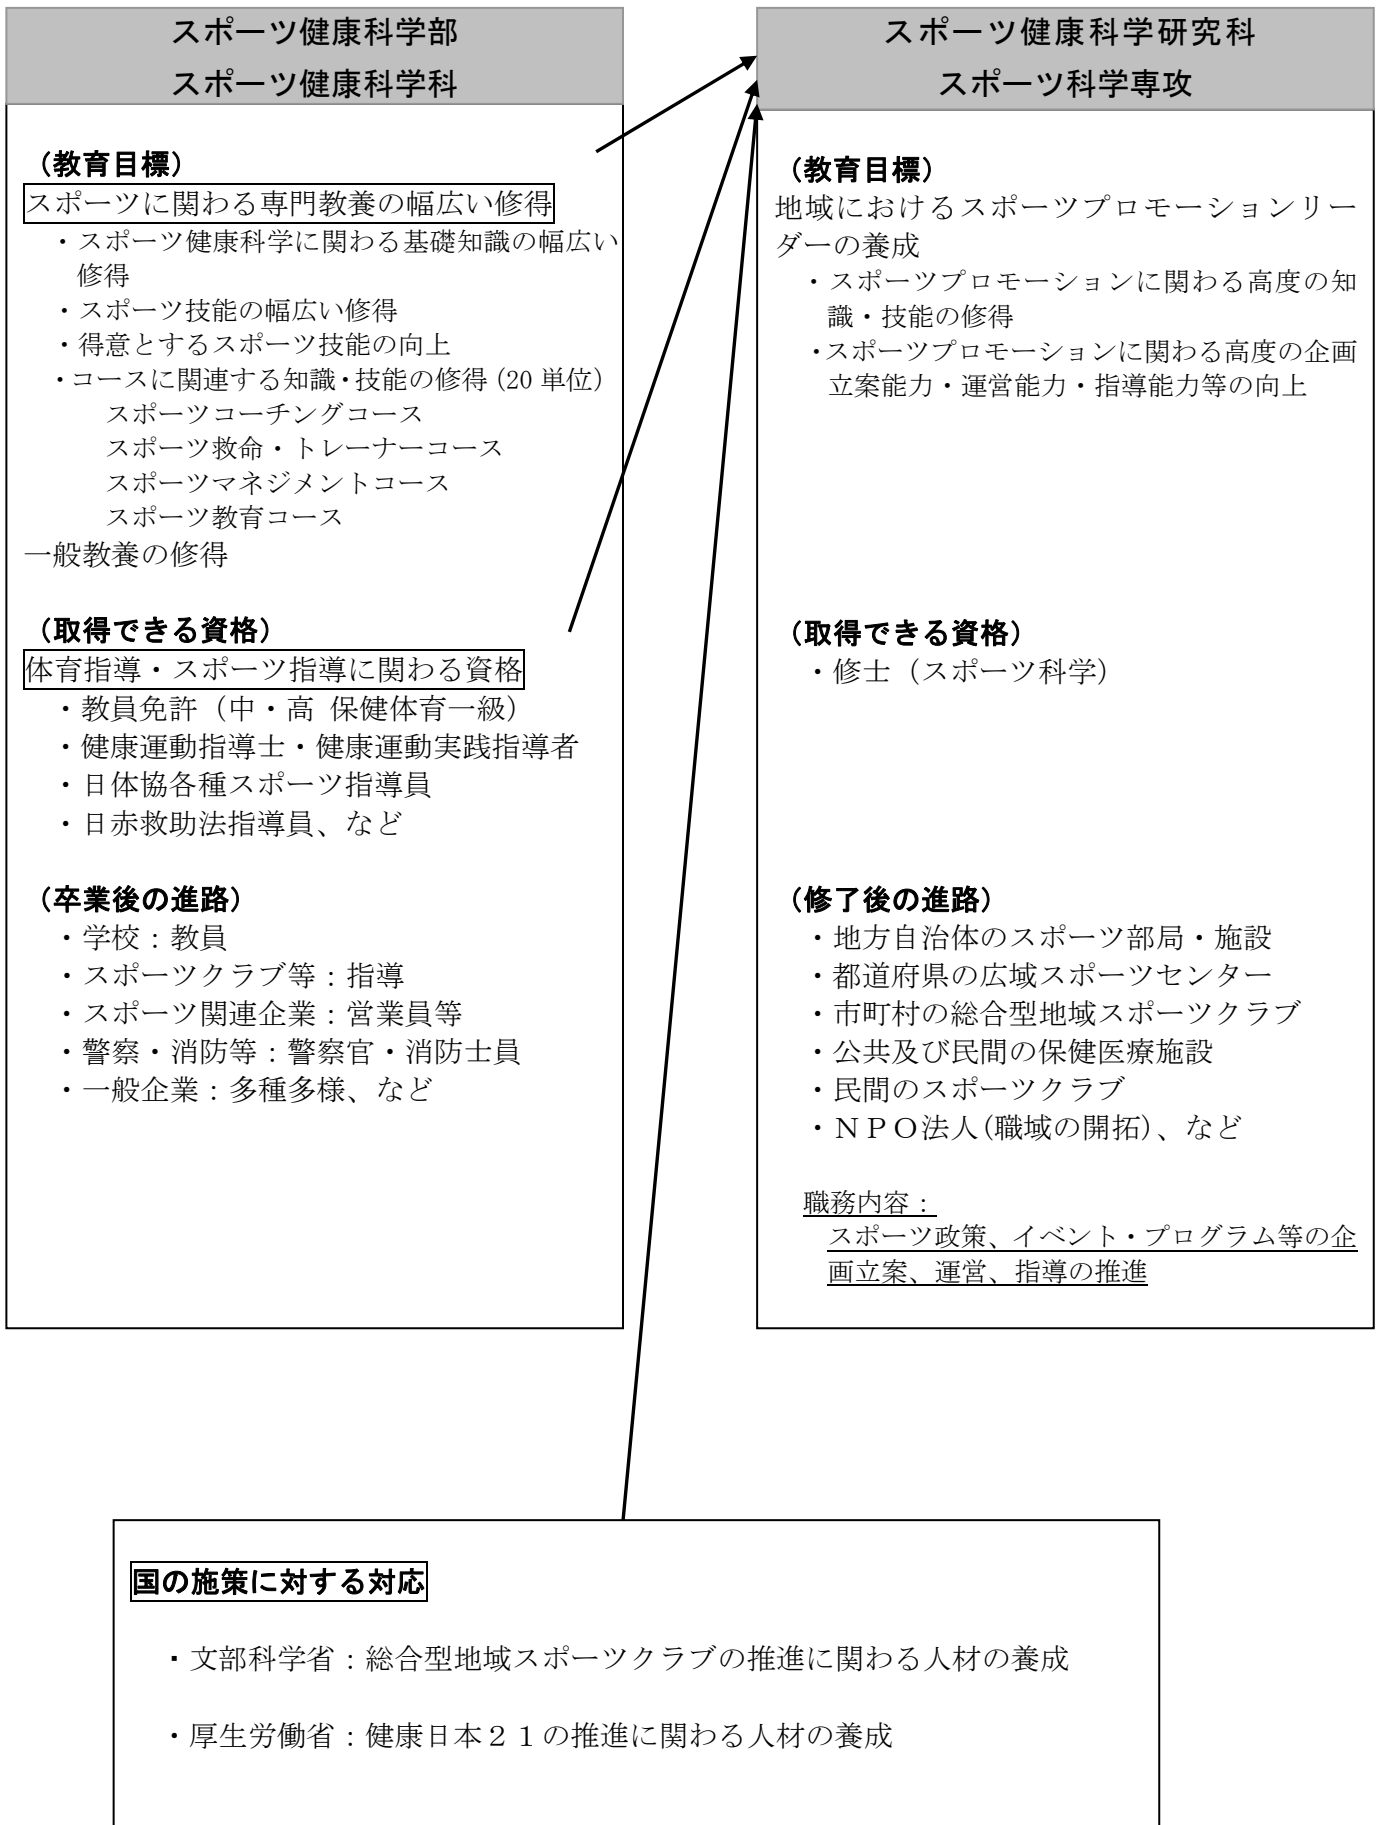 スポーツ健康科学部
スポーツ健康科学科
（教育目標）
スポーツに関わる専門教養の幅広い修得
・スポーツ健康科学に関わる基礎知識の幅広い
修得
・スポーツ技能の幅広い修得
・得意とするスポーツ技能の向上
・コースに関連する知識・技能の修得（20 単位）
スポーツコーチングコース
スポーツ救命・トレーナーコース
スポーツマネジメントコース
スポーツ教育コース
一般教養の修得
（取得できる資格）
体育指導・スポーツ指導に関わる資格
・教員免許（中・高 保健体育一級）
・健康運動指導士・健康運動実践指導者
・日体協各種スポーツ指導員
・日赤救助法指導員、など
（卒業後の進路）
・学校：教員
・スポーツクラブ等：指導
・スポーツ関連企業：営業員等
・警察・消防等：警察官・消防士員
・一般企業：多種多様、など
スポーツ健康科学研究科
スポーツ科学専攻
（教育目標）
地域におけるスポーツプロモーションリー
ダーの養成
・スポーツプロモーションに関わる高度の知
識・技能の修得
・スポーツプロモーションに関わる高度の企画
立案能力・運営能力・指導能力等の向上
（取得できる資格）
・修士（スポーツ科学）
（修了後の進路）
・地方自治体のスポーツ部局・施設
・都道府県の広域スポーツセンター
・市町村の総合型地域スポーツクラブ
・公共及び民間の保健医療施設
・民間のスポーツクラブ
・ＮＰＯ法人(職域の開拓)、など
職務内容：
スポーツ政策、イベント・プログラム等の企
画立案、運営、指導の推進
国の施策に対する対応
・文部科学省：総合型地域スポーツクラブの推進に関わる人材の養成
・厚生労働省：健康日本２１の推進に関わる人材の養成